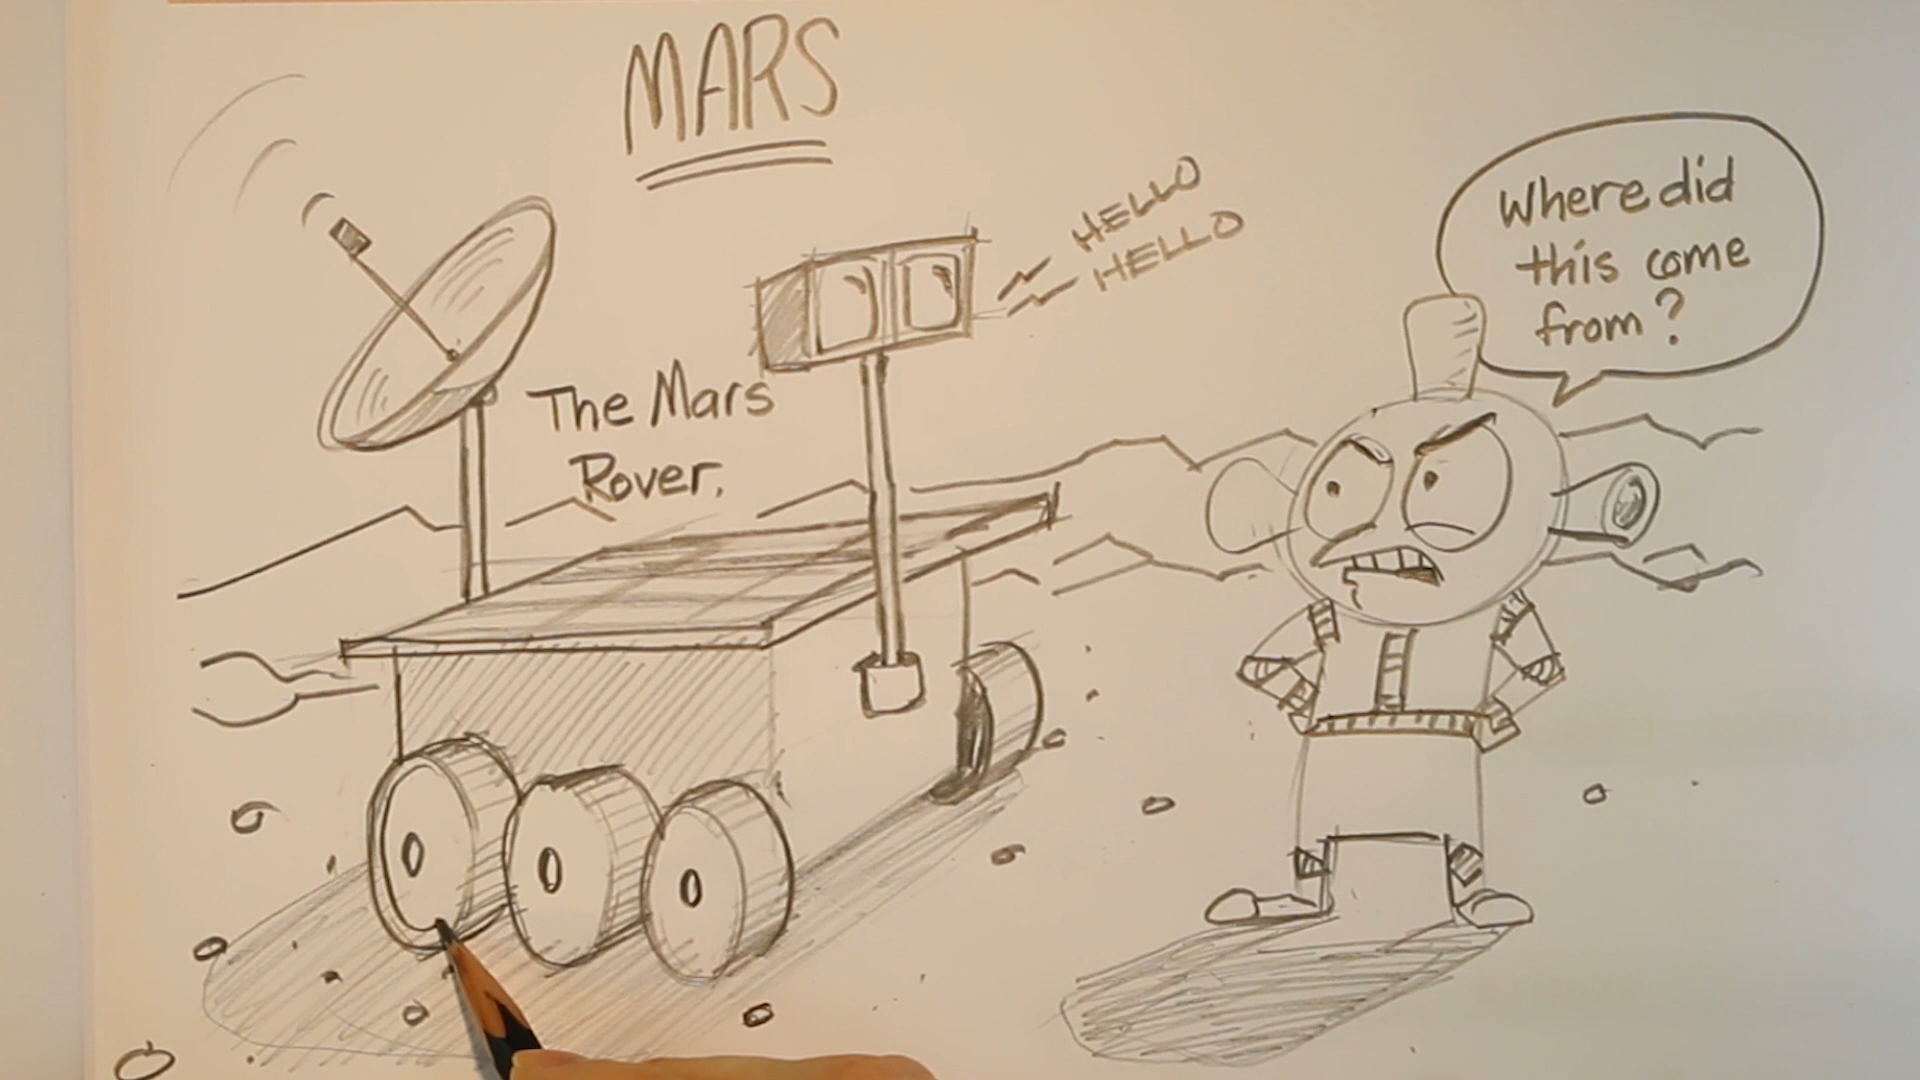 MARS
HELLO
HELLO
Where did
this come
from?
The Mars
Rover.